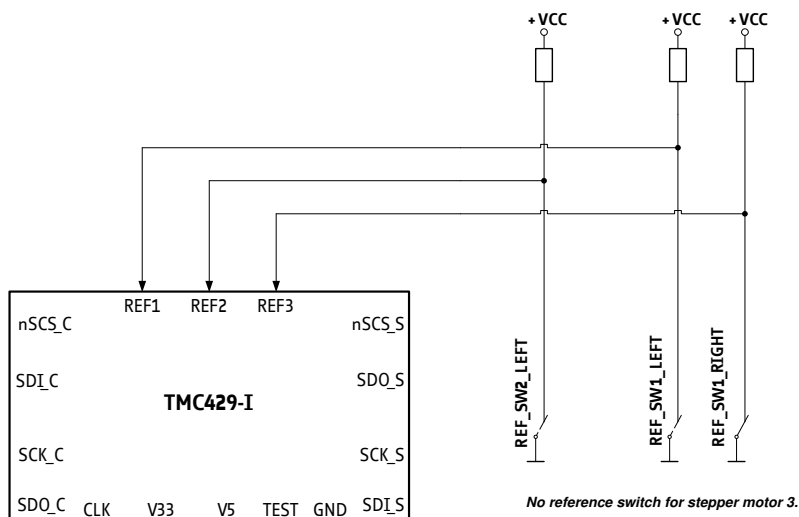 +VCC +VCC +VCC
REF1 REF2 REF3
nSCS_C nSCS_S
REF_SW2_LEFT
REF_SW1_LEFT
REF_SW1_RIGHT
SDI_C SDO_S
TMC429-I
SCK_C SCK_S
SDO_C CLK V33 V5 TEST GND SDI_S
No reference switch for stepper motor 3.